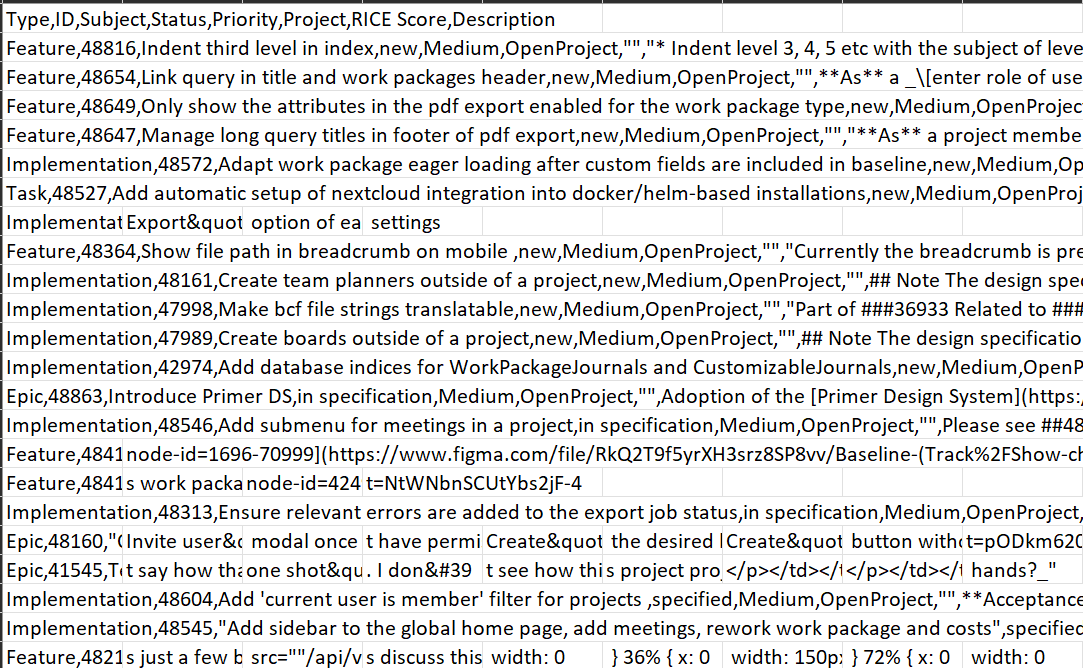 Type,ID,Subject,Status,Priority,Project,RICE Score,Description
Feature,48816,Indent third level in index,new,Medium,OpenProject,"","* Indent level 3, 4, 5 etc with the subject of leve
Feature,48654,Link query in title and work packages header,new,Medium,OpenProject,"",**As** a _\[enter role of use
Feature,48649,Only show the attributes in the pdf export enabled for the work package type,new,Medium,OpenProjec
Feature,48647,Manage long query titles in footer of pdf export,new,Medium,OpenProject,"","**As** a project membe
Implementation,48572,Adapt work package eager loading after custom fields are included in baseline,new,Medium,Op
Task,48527,Add automatic setup of nextcloud integration into docker/helm-based installations,new,Medium,OpenProj
Implementat Export&quot option of ea settings
Feature,48364,Show file path in breadcrumb on mobile ,new,Medium,OpenProject,"","Currently the breadcrumb is pre
Implementation,48161,Create team planners outside of a project,new,Medium,OpenProject,"",## Note The design spec
Implementation,47998,Make bcf file strings translatable,new,Medium,OpenProject,"","Part of ###36933 Related to ###
Implementation,47989,Create boards outside of a project,new,Medium,OpenProject,"",## Note The design specificatio
Implementation,42974,Add database indices for WorkPackageJournals and CustomizableJournals,new,Medium,OpenP
Epic,48863,Introduce Primer DS,in specification,Medium,OpenProject,"",Adoption of the [Primer Design System](https:/
Implementation,48546,Add submenu for meetings in a project,in specification,Medium,OpenProject,"",Please see ##48
Feature,4841 node-id=1696-70999](https://www.figma.com/file/RkQ2T9f5yrXH3srz8SP8vv/Baseline-(Track%2FShow-ch
Feature,4841 s work packa node-id=424 t=NtWNbnSCUtYbs2jF-4
Implementation,48313,Ensure relevant errors are added to the export job status,in specification,Medium,OpenProject,
Epic,48160,"( Invite user&q modal once t have permi Create&quot the desired l Create&quot button witho t=pODkm620
Epic,41545,To t say how tha one shot&qu . I don&#39 t see how thi s project pro </p></td></t </p></td></t hands?_"
Implementation,48604,Add 'current user is member' filter for projects ,specified,Medium,OpenProject,"",**Acceptance
Implementation,48545,"Add sidebar to the global home page, add meetings, rework work package and costs",specified
Feature,4821 s just a few b src=""/api/v s discuss this width: 0 } 36% { x: 0 width: 150px } 72% { x: 0 width: 0